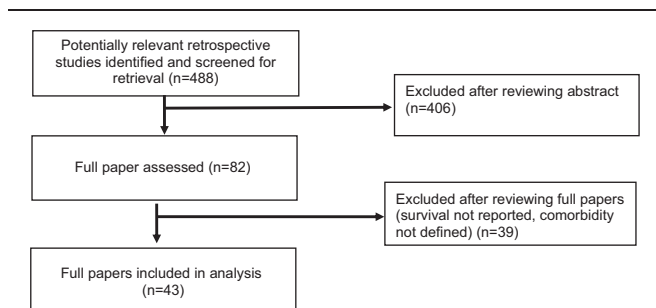 Potentially relevant retrospective
studies identified and screened for
retrieval (n=488)
Excluded after reviewing abstract
(n=406)
Full paper assessed (n=82)
Excluded after reviewing full papers
(survival not reported, comorbidity
not defined) (n=39)
Full papers included in analysis
(n=43)